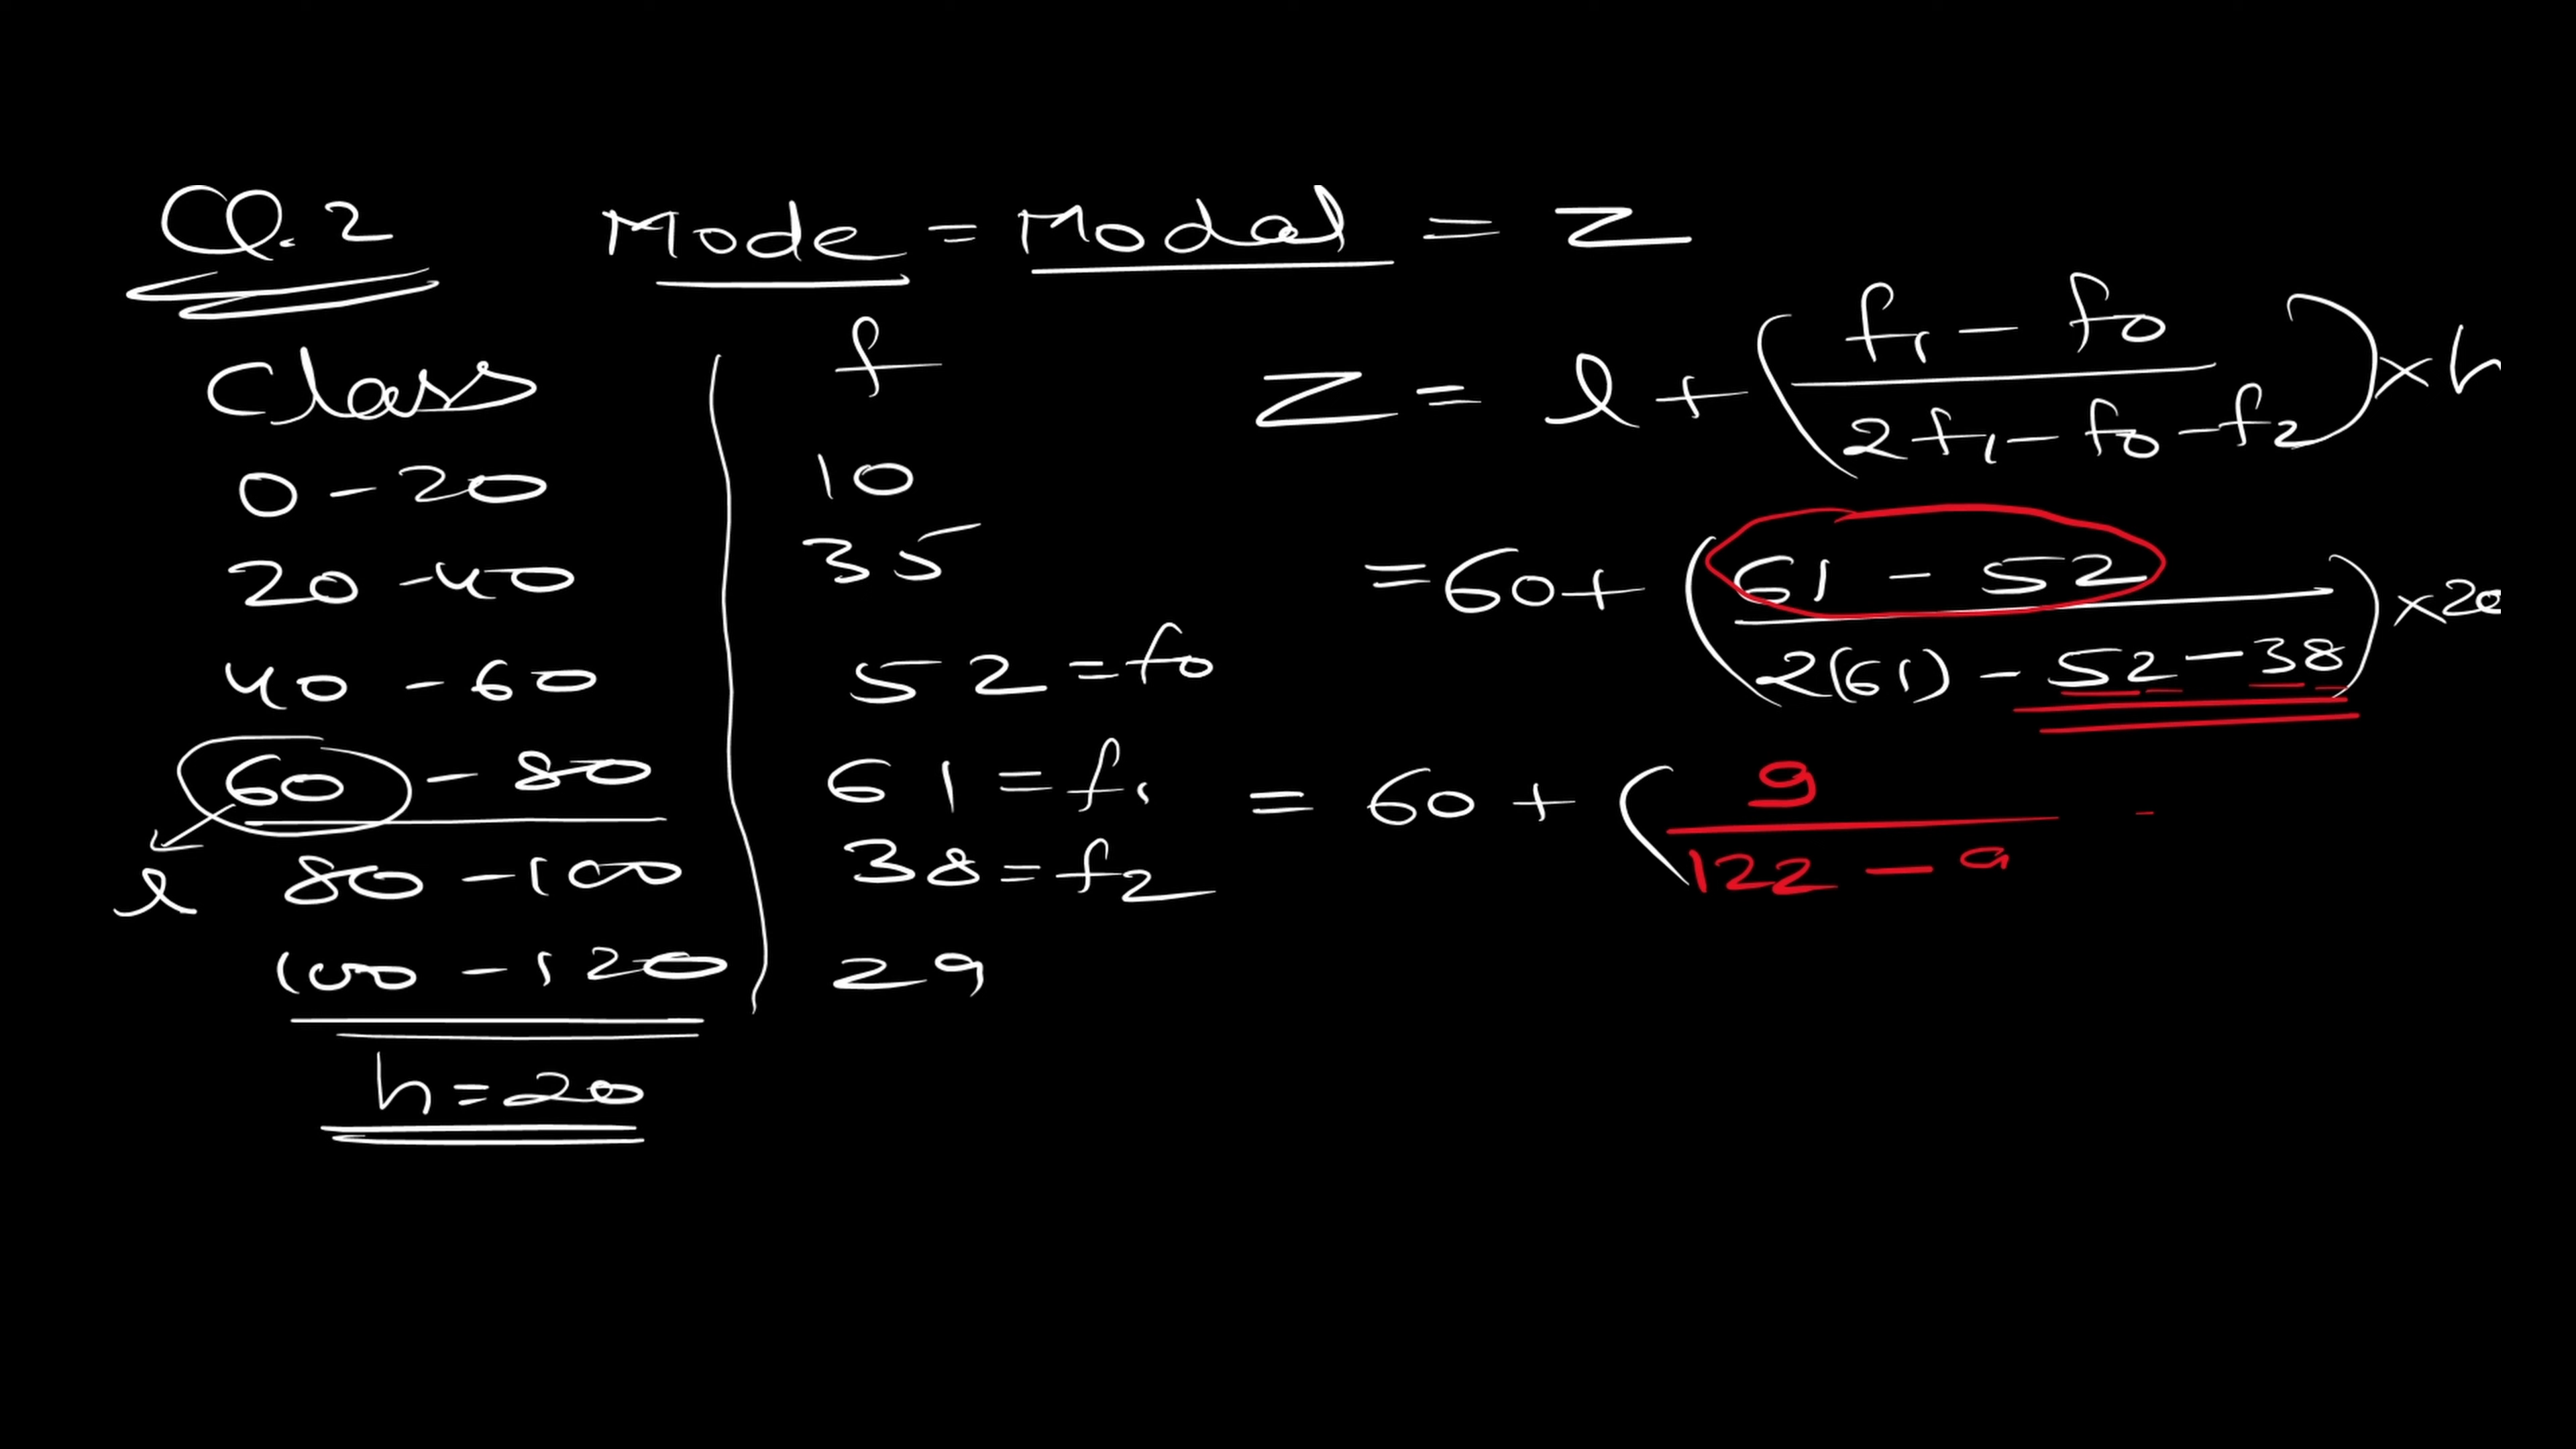 Q.2 Mode = Modal = Z
Class f
Z = l + (f1 - f0 / 2f1 - f0 - f2) × h
0 - 20 10
20 - 40 35
= 60 + (61 - 52 / 2(61) - 52 - 38) × 20
40 - 60 52 = f0
60 - 80 61 = f1
= 60 + (9 / 122 - 9
l 80 - 100 38 = f2
100 - 120 29
h = 20